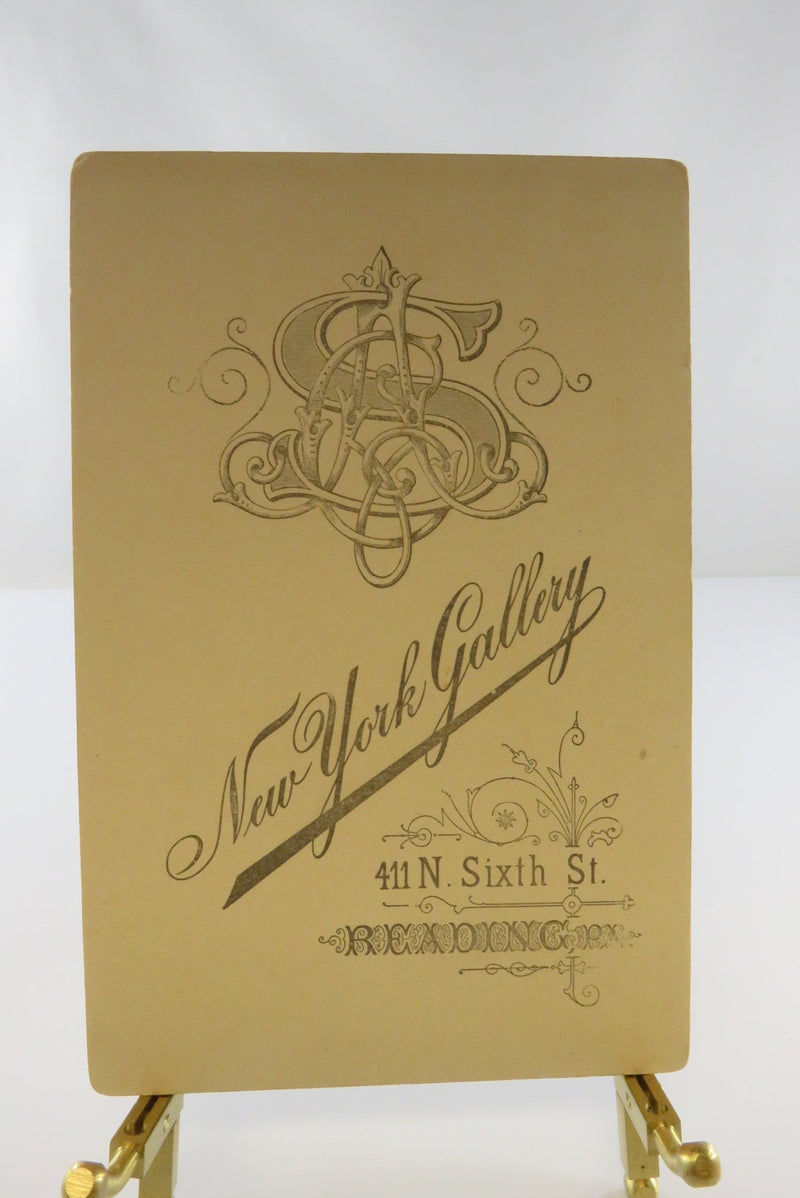 New York Gallery
411 N. Sixth St.
READING, PA.